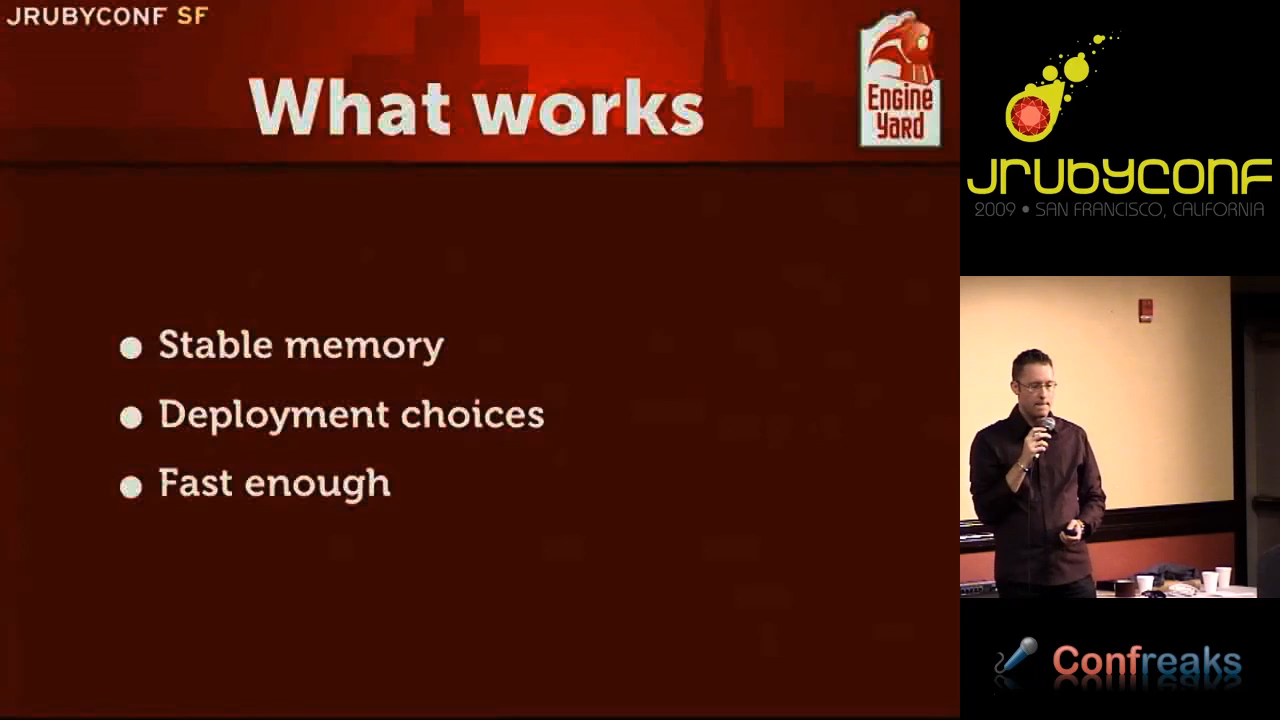 JRUBYCONF SF
What works
Engine
Yard
Stable memory
Deployment choices
Fast enough
JRUBYCONF
2009 • SAN FRANCISCO, CALIFORNIA
Confreaks